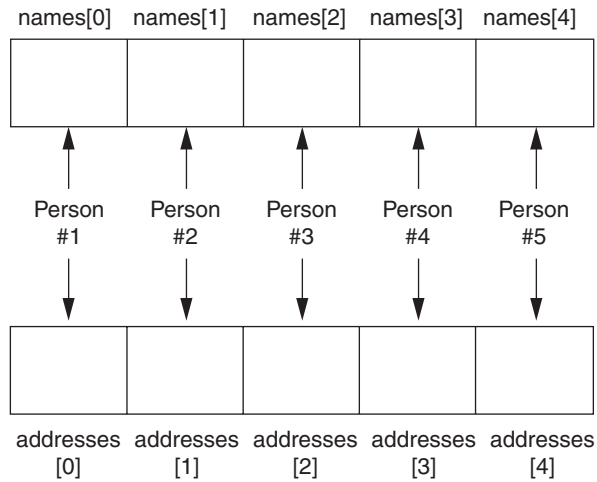 names[0] names[1] names[2] names[3] names[4]
Person Person Person Person Person
#1 #2 #3 #4 #5
addresses addresses addresses addresses addresses
[0] [1] [2] [3] [4]